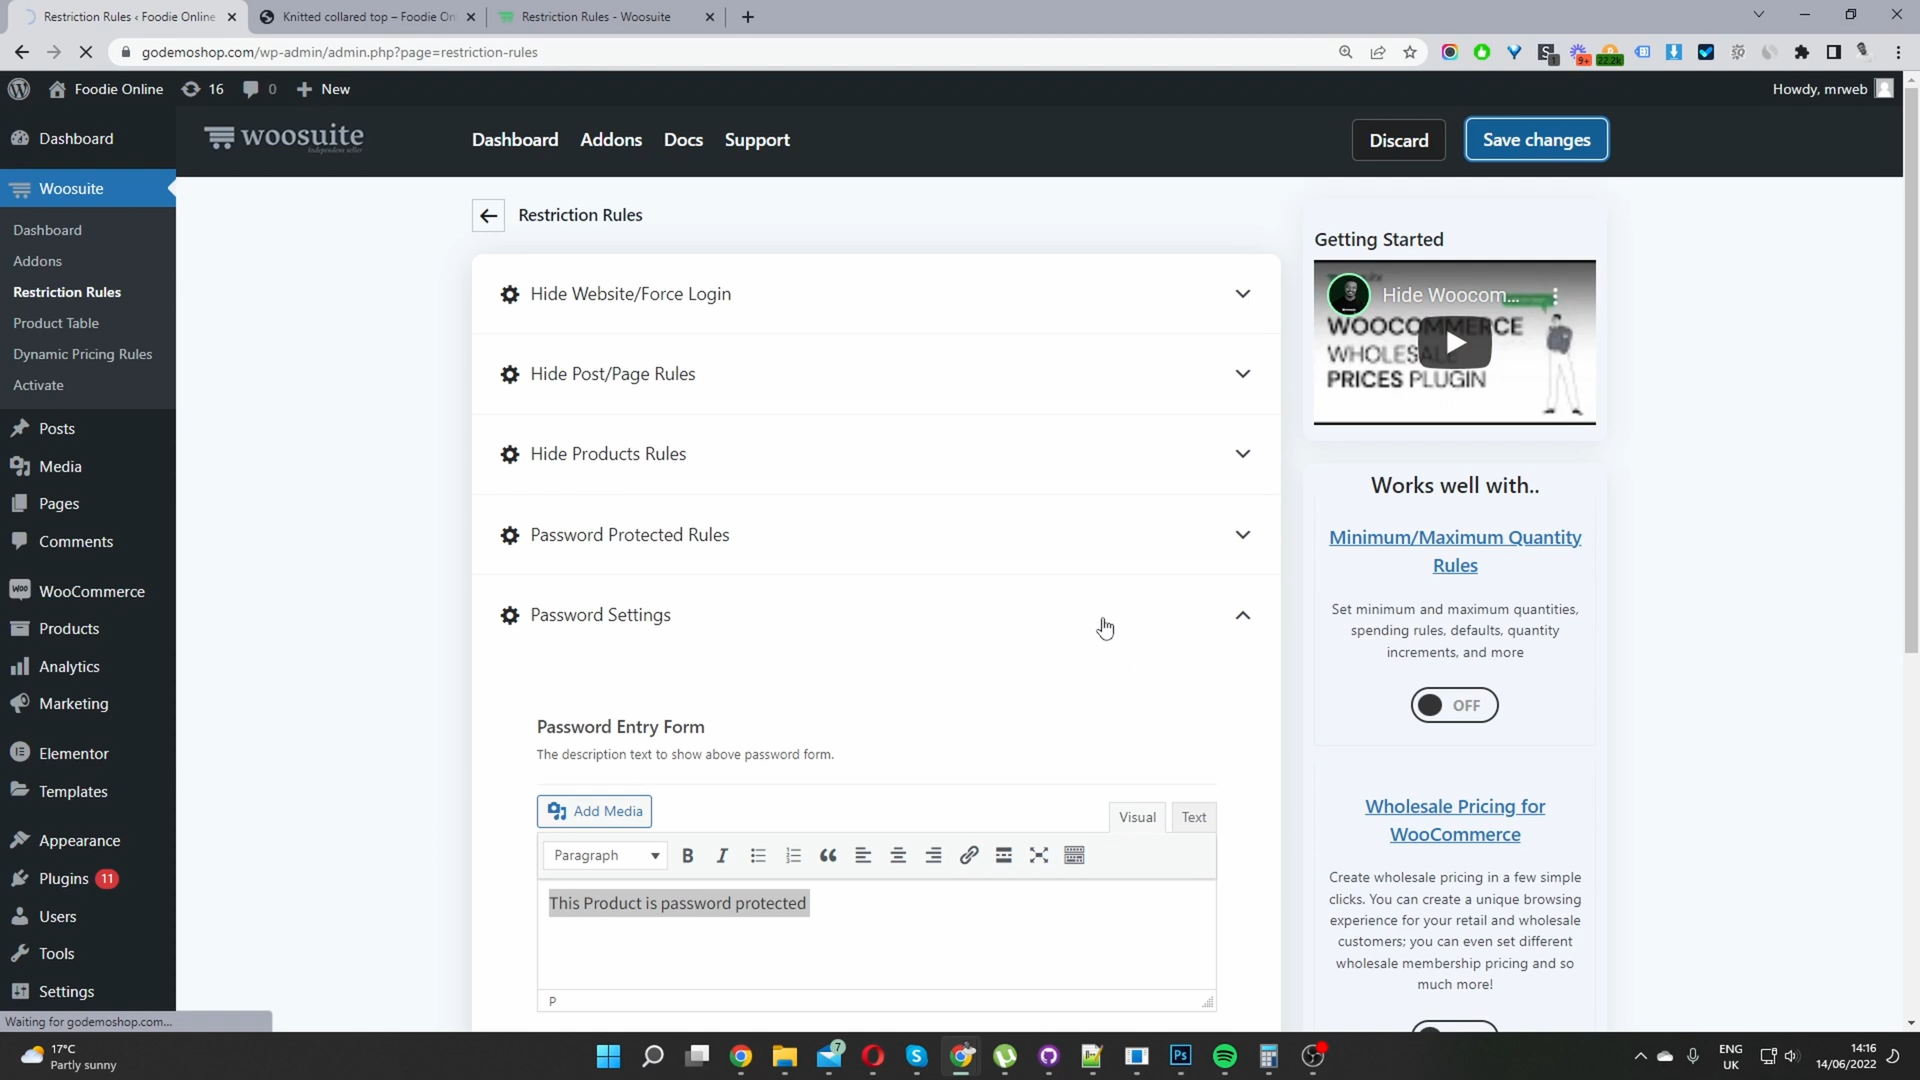 Restriction Rules ‹ Foodie Online
Knitted collared top – Foodie On
Restriction Rules - Woosuite
godemoshop.com/wp-admin/admin.php?page=restriction-rules
9+
22.2k
Foodie Online
16
0
New
Howdy, mrweb
woosuite
Independent seller
Dashboard
Addons
Docs
Support
Discard
Save changes
Dashboard
Woosuite
Dashboard
Addons
Restriction Rules
Product Table
Dynamic Pricing Rules
Activate
Posts
Media
Pages
Comments
WooCommerce
Products
Analytics
Marketing
Elementor
Templates
Appearance
Plugins 11
Users
Tools
Settings
Restriction Rules
Hide Website/Force Login
Hide Post/Page Rules
Hide Products Rules
Password Protected Rules
Password Settings
Password Entry Form
The description text to show above password form.
Add Media
Visual
Text
Paragraph
B
I
This Product is password protected
P
Getting Started
Hide Woocom...
WOOCOMMERCE
WHOLESALE
PRICES PLUGIN
Works well with..
Minimum/Maximum Quantity
Rules
Set minimum and maximum quantities,
spending rules, defaults, quantity
increments, and more
OFF
Wholesale Pricing for
WooCommerce
Create wholesale pricing in a few simple
clicks. You can create a unique browsing
experience for your retail and wholesale
customers; you can even set different
wholesale membership pricing and so
much more!
Waiting for godemoshop.com...
17°C
Partly sunny
7
Ps
ENG
UK
14:16
14/06/2022